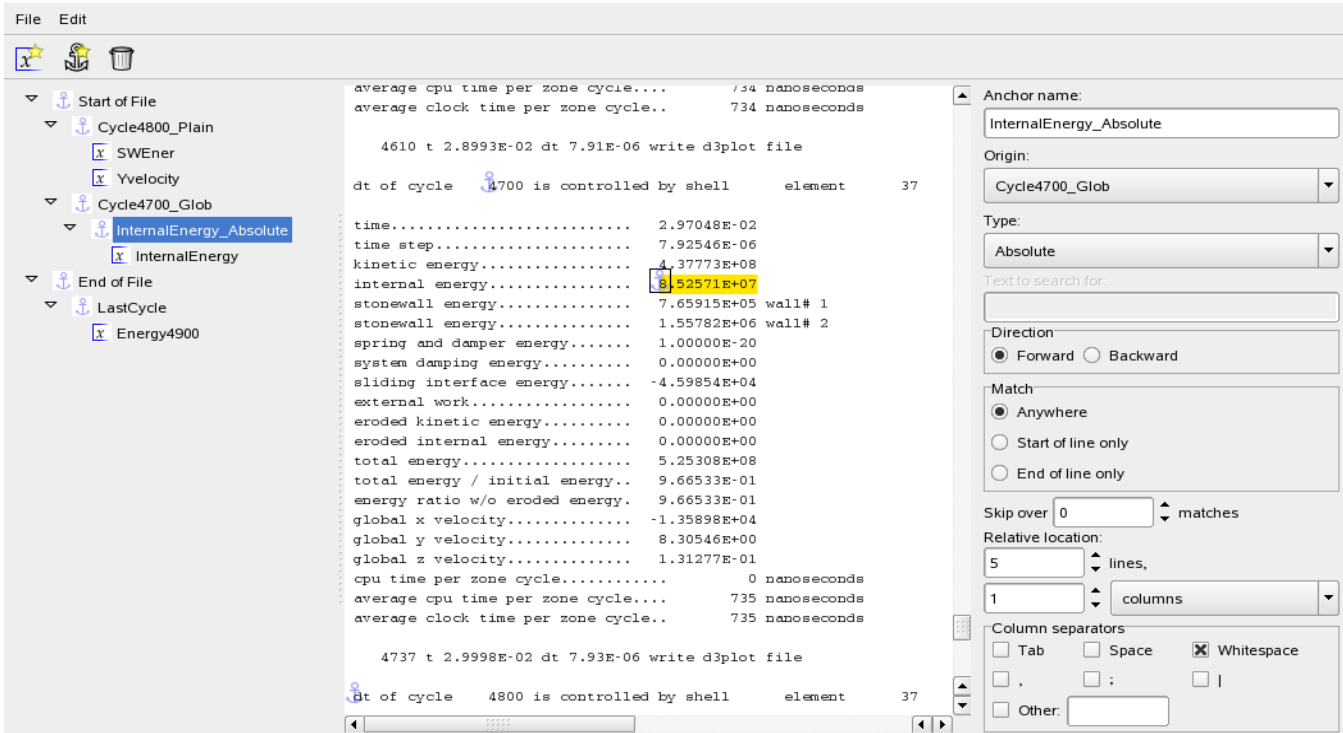 File Edit
Start of File
Cycle4800_Plain
SWEner
Yvelocity
Cycle4700_Glob
InternalEnergy_Absolute
InternalEnergy
End of File
LastCycle
Energy4900
average cpu time per zone cycle.... 734 nanoseconds
average clock time per zone cycle.. 734 nanoseconds
4610 t 2.8993E-02 dt 7.91E-06 write d3plot file
dt of cycle 4700 is controlled by shell element 37
time........................... 2.97048E-02
time step...................... 7.92546E-06
kinetic energy................. 4.37773E+08
internal energy................ 8.52571E+07
stonewall energy............... 7.65915E+05 wall# 1
stonewall energy............... 1.55782E+06 wall# 2
spring and damper energy....... 1.00000E-20
system damping energy.......... 0.00000E+00
sliding interface energy....... -4.59854E+04
external work.................. 0.00000E+00
eroded kinetic energy.......... 0.00000E+00
eroded internal energy......... 0.00000E+00
total energy................... 5.25308E+08
total energy / initial energy.. 9.66533E-01
energy ratio w/o eroded energy. 9.66533E-01
global x velocity.............. -1.35898E+04
global y velocity.............. 8.30546E+00
global z velocity.............. 1.31277E-01
cpu time per zone cycle............ 0 nanoseconds
average cpu time per zone cycle.... 735 nanoseconds
average clock time per zone cycle.. 735 nanoseconds
4737 t 2.9998E-02 dt 7.93E-06 write d3plot file
dt of cycle 4800 is controlled by shell element 37
Anchor name:
InternalEnergy_Absolute
Origin:
Cycle4700_Glob
Type:
Absolute
Text to search for:
Direction
Forward Backward
Match
Anywhere
Start of line only
End of line only
Skip over 0 matches
Relative location:
5 lines,
1 columns
Column separators
Tab Space Whitespace
, ; |
Other: